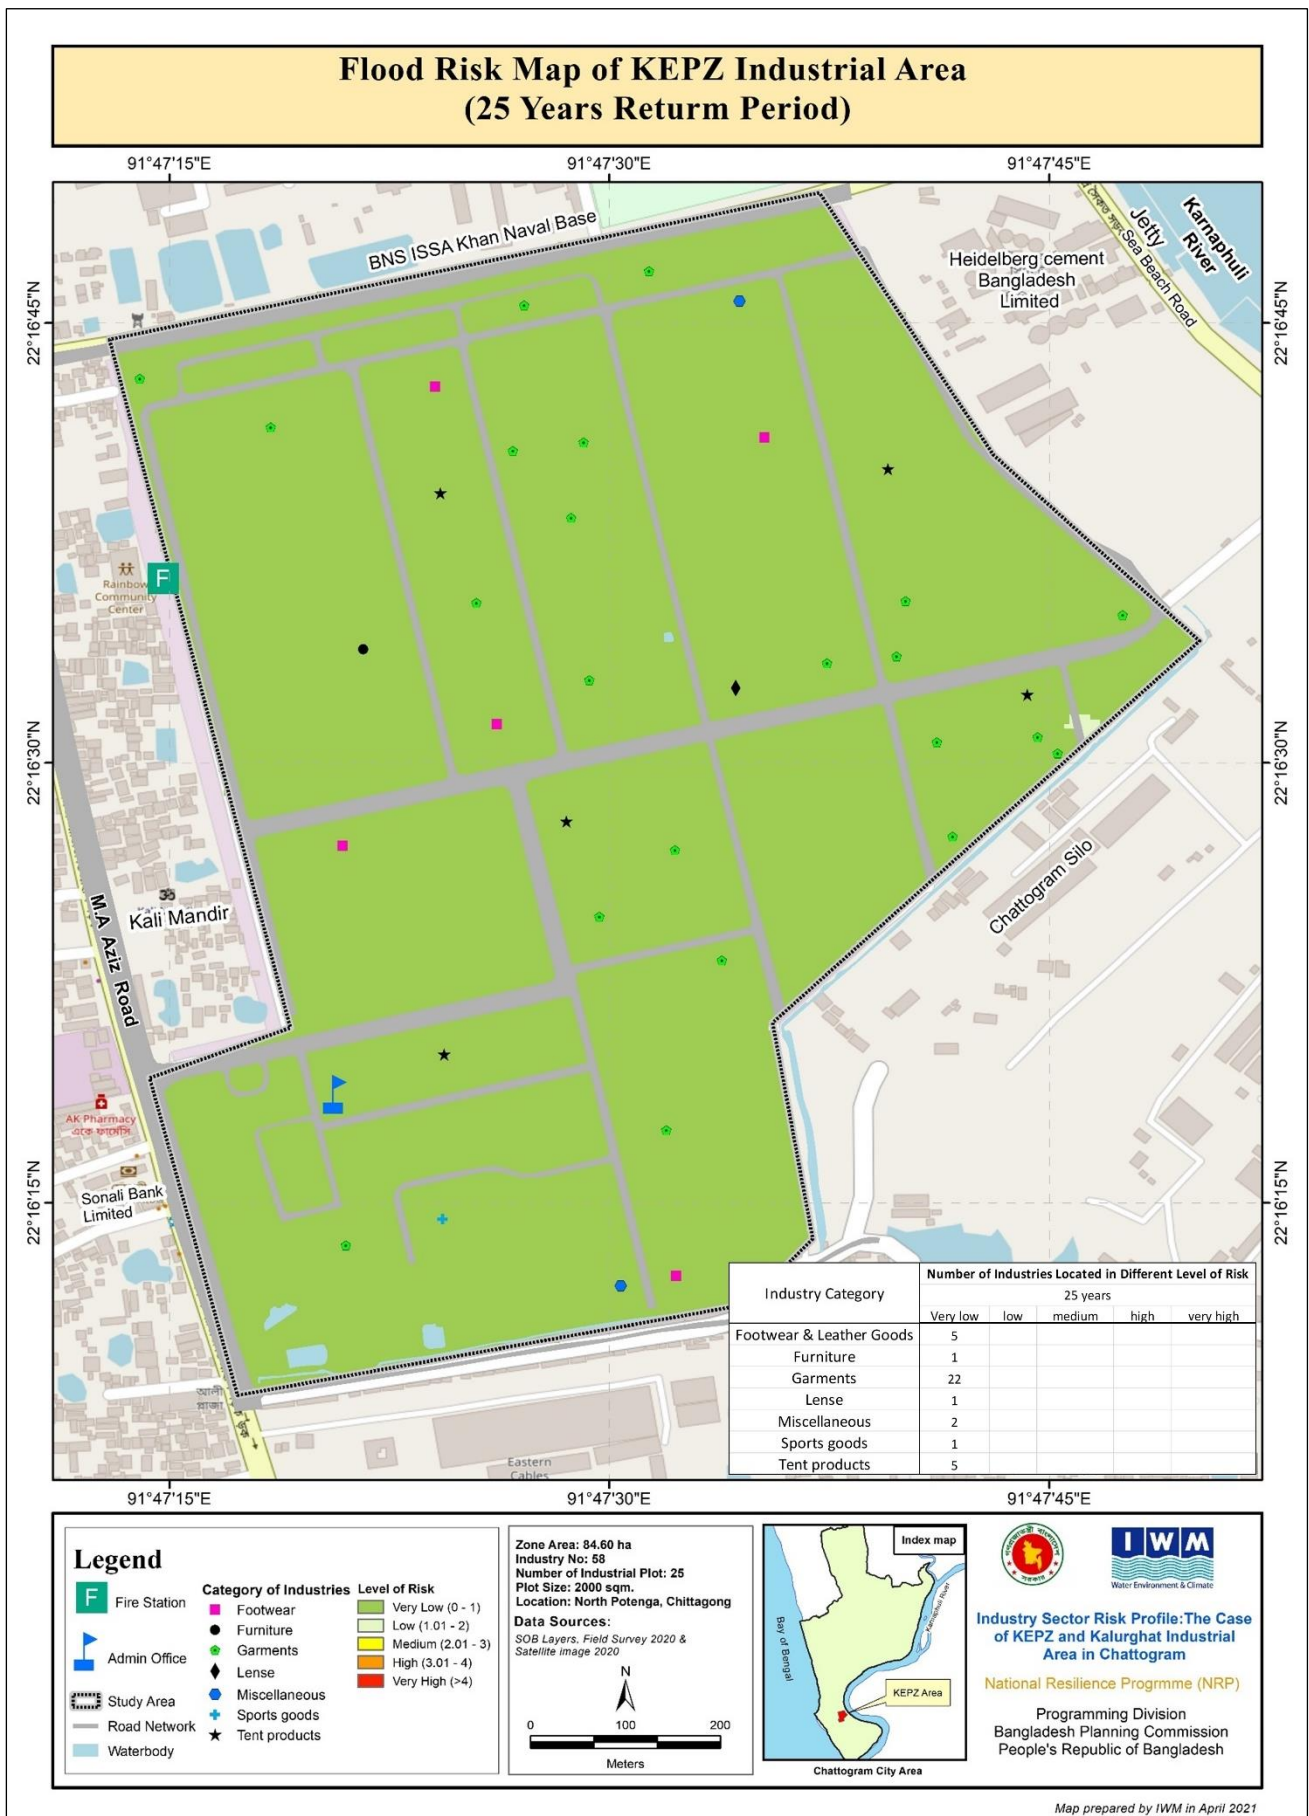 Flood Risk Map of KEPZ Industrial Area
(25 Years Returm Period)
91°47'15"E
91°47'30"E
91°47'45"E
22°16'45"N
22°16'30"N
22°16'15"N
22°16'45"N
22°16'30"N
22°16'15"N
BNS ISSA Khan Naval Base
Heidelberg cement
Bangladesh
Limited
Jetty
Sea Beach Road
Karnaphuli
River
Rainbow
Community
Center
F
Kali Mandir
M.A Aziz Road
AK Pharmacy
একে ফার্মেসি
Sonali Bank
Limited
Chattogram Silo
Eastern
Cables
Industry Category
Number of Industries Located in Different Level of Risk
25 years
Very low low medium high very high
Footwear & Leather Goods 5
Furniture 1
Garments 22
Lense 1
Miscellaneous 2
Sports goods 1
Tent products 5
91°47'15"E
91°47'30"E
91°47'45"E
Legend
F Fire Station
Admin Office
Study Area
Road Network
Waterbody
Category of Industries
Footwear
Furniture
Garments
Lense
Miscellaneous
Sports goods
Tent products
Level of Risk
Very Low (0 - 1)
Low (1.01 - 2)
Medium (2.01 - 3)
High (3.01 - 4)
Very High (>4)
Zone Area: 84.60 ha
Industry No: 58
Number of Industrial Plot: 25
Plot Size: 2000 sqm.
Location: North Potenga, Chittagong
Data Sources:
SOB Layers, Field Survey 2020 &
Satellite image 2020
N
0 100 200
Meters
Index map
Bay of Bengal
Karnaphuli River
KEPZ Area
Chattogram City Area
IWM
Water Environment & Climate
Industry Sector Risk Profile:The Case
of KEPZ and Kalurghat Industrial
Area in Chattogram
National Resilience Progrmme (NRP)
Programming Division
Bangladesh Planning Commission
People's Republic of Bangladesh
Map prepared by IWM in April 2021